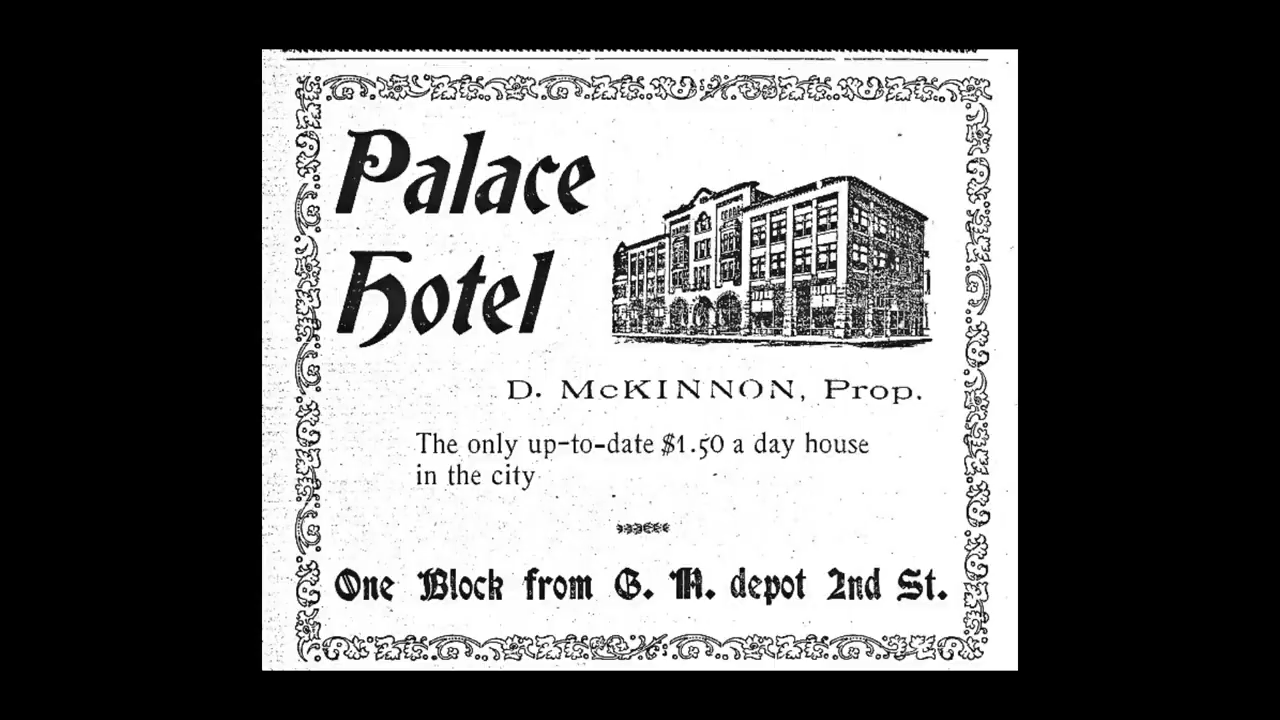 Palace
Hotel
D. McKINNON, Prop.
The only up-to-date $1.50 a day house
in the city
One Block from G. N. depot 2nd St.